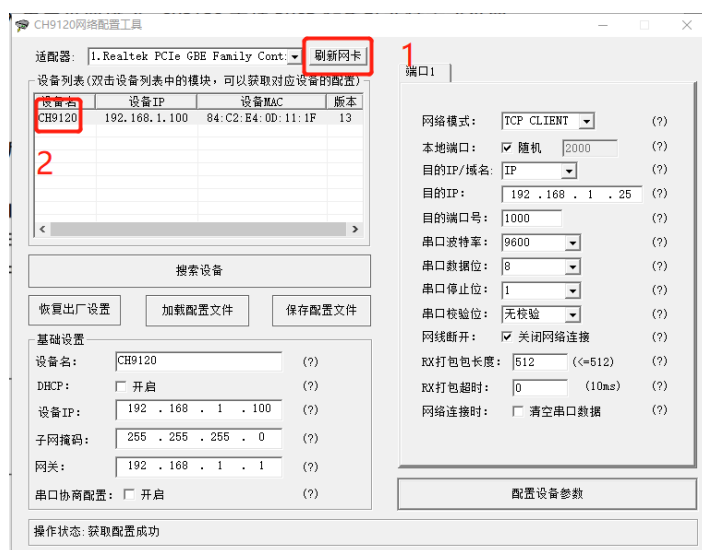 CH9120网络配置工具
适配器: 1.Realtek PCIe GBE Family Cont: 刷新网卡
1
设备列表(双击设备列表中的模块，可以获取对应设备的配置)
设备名 设备IP 设备MAC 版本
CH9120 192.168.1.100 84:C2:E4:0D:11:1F 13
2
搜索设备
恢复出厂设置 加载配置文件 保存配置文件
基础设置
设备名: CH9120 (?)
DHCP: 开启 (?)
设备IP: 192 .168 . 1 .100 (?)
子网掩码: 255 .255 .255 . 0 (?)
网关: 192 .168 . 1 . 1 (?)
串口协商配置: 开启 (?)
端口1
网络模式: TCP CLIENT (?)
本地端口: 随机 2000 (?)
目的IP/域名: IP (?)
目的IP: 192 .168 . 1 . 25 (?)
目的端口号: 1000 (?)
串口波特率: 9600 (?)
串口数据位: 8 (?)
串口停止位: 1 (?)
串口校验位: 无校验 (?)
网线断开: 关闭网络连接 (?)
RX打包包长度: 512 (<=512) (?)
RX打包超时: 0 (10ms) (?)
网络连接时: 清空串口数据 (?)
配置设备参数
操作状态:获取配置成功